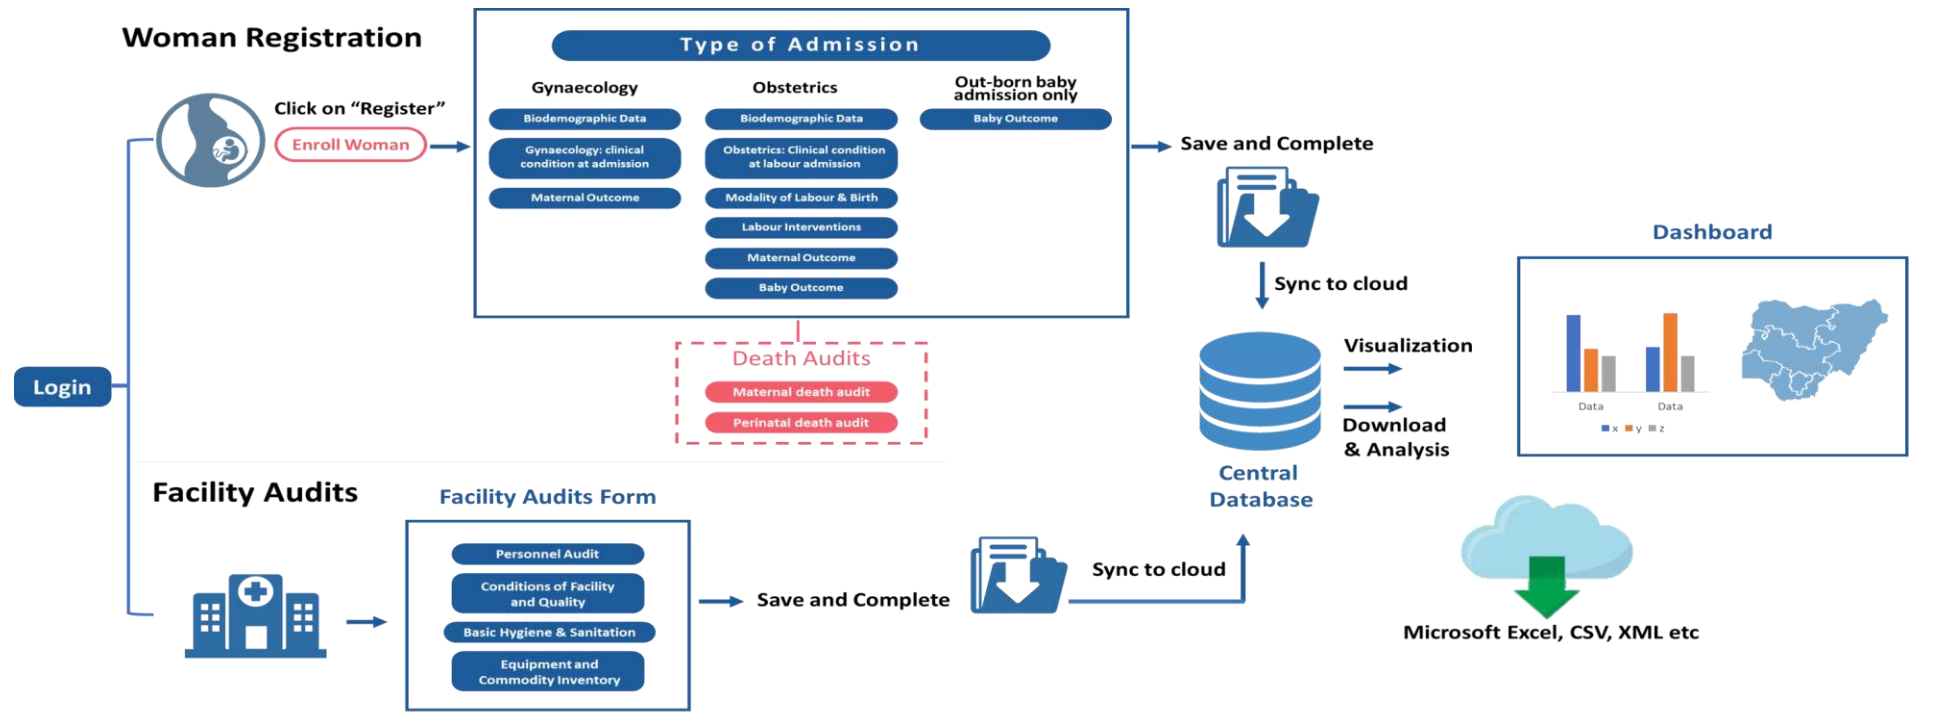 Woman Registration
Click on “Register”
Enroll Woman
Type of Admission
Gynaecology
Biodemographic Data
Gynaecology: clinical
condition at admission
Maternal Outcome
Obstetrics
Biodemographic Data
Obstetrics: Clinical condition
at labour admission
Modality of Labour & Birth
Labour Interventions
Maternal Outcome
Baby Outcome
Out-born baby
admission only
Baby Outcome
Save and Complete
Sync to cloud
Death Audits
Maternal death audit
Perinatal death audit
Login
Facility Audits
Facility Audits Form
Personnel Audit
Conditions of Facility
and Quality
Basic Hygiene & Sanitation
Equipment and
Commodity Inventory
Save and Complete
Sync to cloud
Central
Database
Visualization
Download
& Analysis
Dashboard
Data
Data
x y z
Microsoft Excel, CSV, XML etc